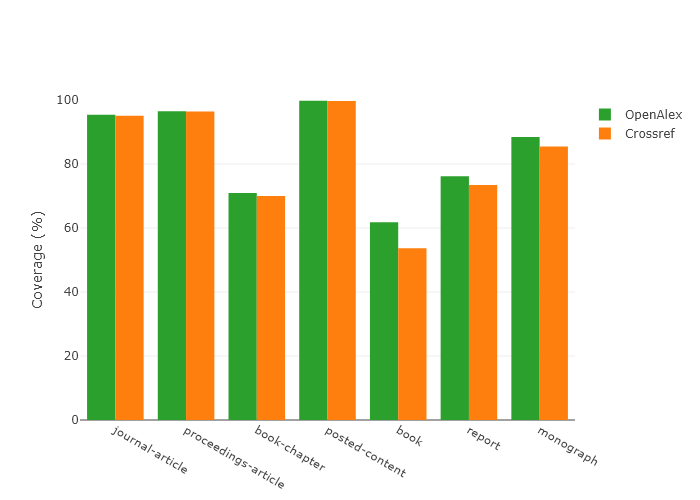 100
80
60
40
20
0
Coverage (%)
journal-article
proceedings-article
book-chapter
posted-content
book
report
monograph
OpenAlex
Crossref